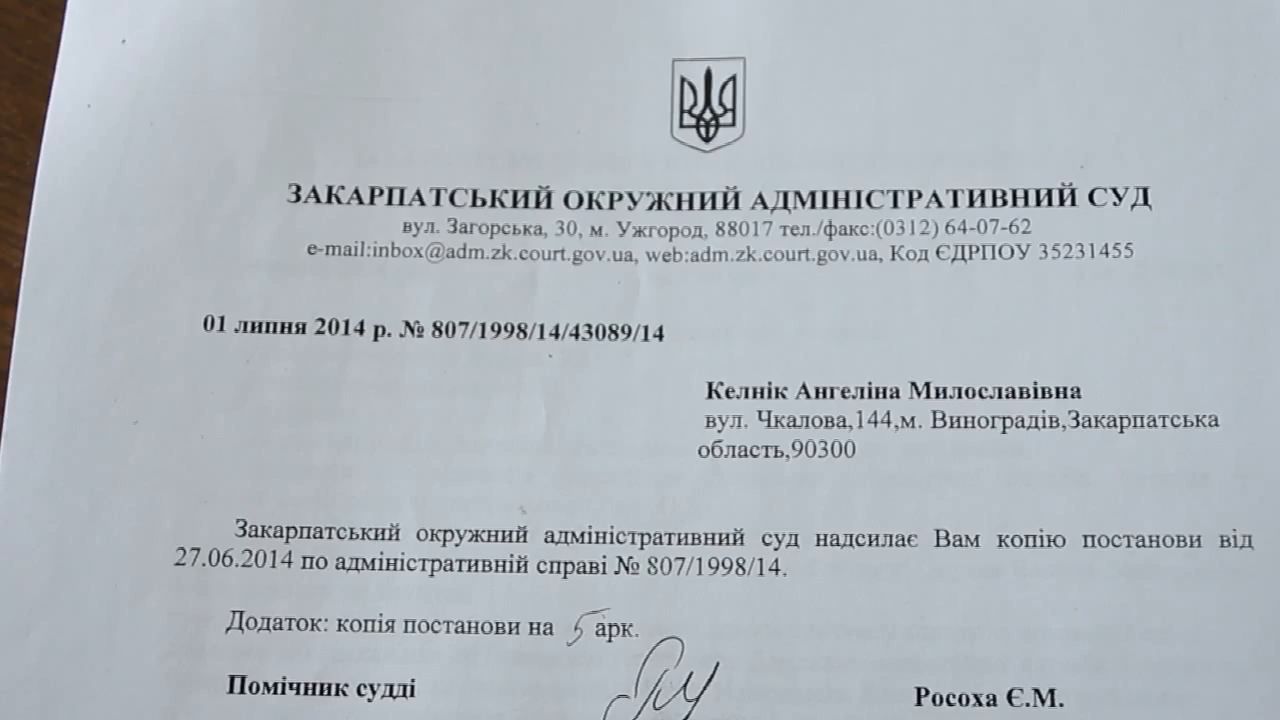 ЗАКАРПАТСЬКИЙ ОКРУЖНИЙ АДМІНІСТРАТИВНИЙ СУД
вул. Загорська, 30, м. Ужгород, 88017 тел./факс:(0312) 64-07-62
e-mail:inbox@adm.zk.court.gov.ua, web:adm.zk.court.gov.ua, Код ЄДРПОУ 35231455
01 липня 2014 р. № 807/1998/14/43089/14
Келнік Ангеліна Милославівна
вул. Чкалова,144,м. Виноградів,Закарпатська
область,90300
Закарпатський окружний адміністративний суд надсилає Вам копію постанови від
27.06.2014 по адміністративній справі № 807/1998/14.
Додаток: копія постанови на 5 арк.
Помічник судді Росоха Є.М.